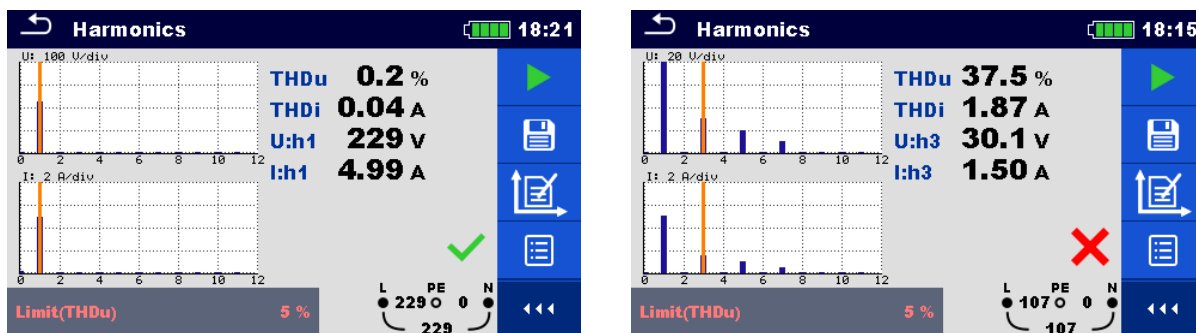 Harmonics 18:21
U: 100 V/div
THDu 0.2 %
THDi 0.04 A
U:h1 229 V
0 2 4 6 8 10 12
I:h1 4.99 A
I: 2 A/div
0 2 4 6 8 10 12
Limit(THDu) 5 %
L PE N
229 0
229
Harmonics 18:15
U: 20 V/div
THDu 37.5 %
THDi 1.87 A
U:h3 30.1 V
0 2 4 6 8 10 12
I:h3 1.50 A
I: 2 A/div
0 2 4 6 8 10 12
Limit(THDu) 5 %
L PE N
107 0
107